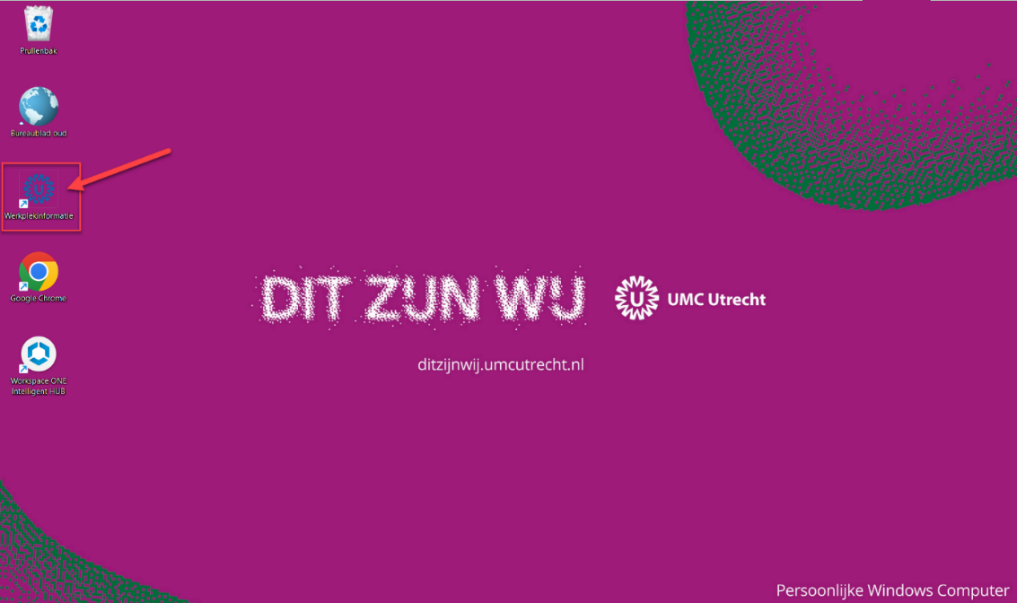 Prullenbak
Bureaublad oud
Werkplekinformatie
Google Chrome
Workspace ONE
Intelligent HUB
DIT ZIJN WIJ
UMC Utrecht
ditzijnwij.umcutrecht.nl
Persoonlijke Windows Computer